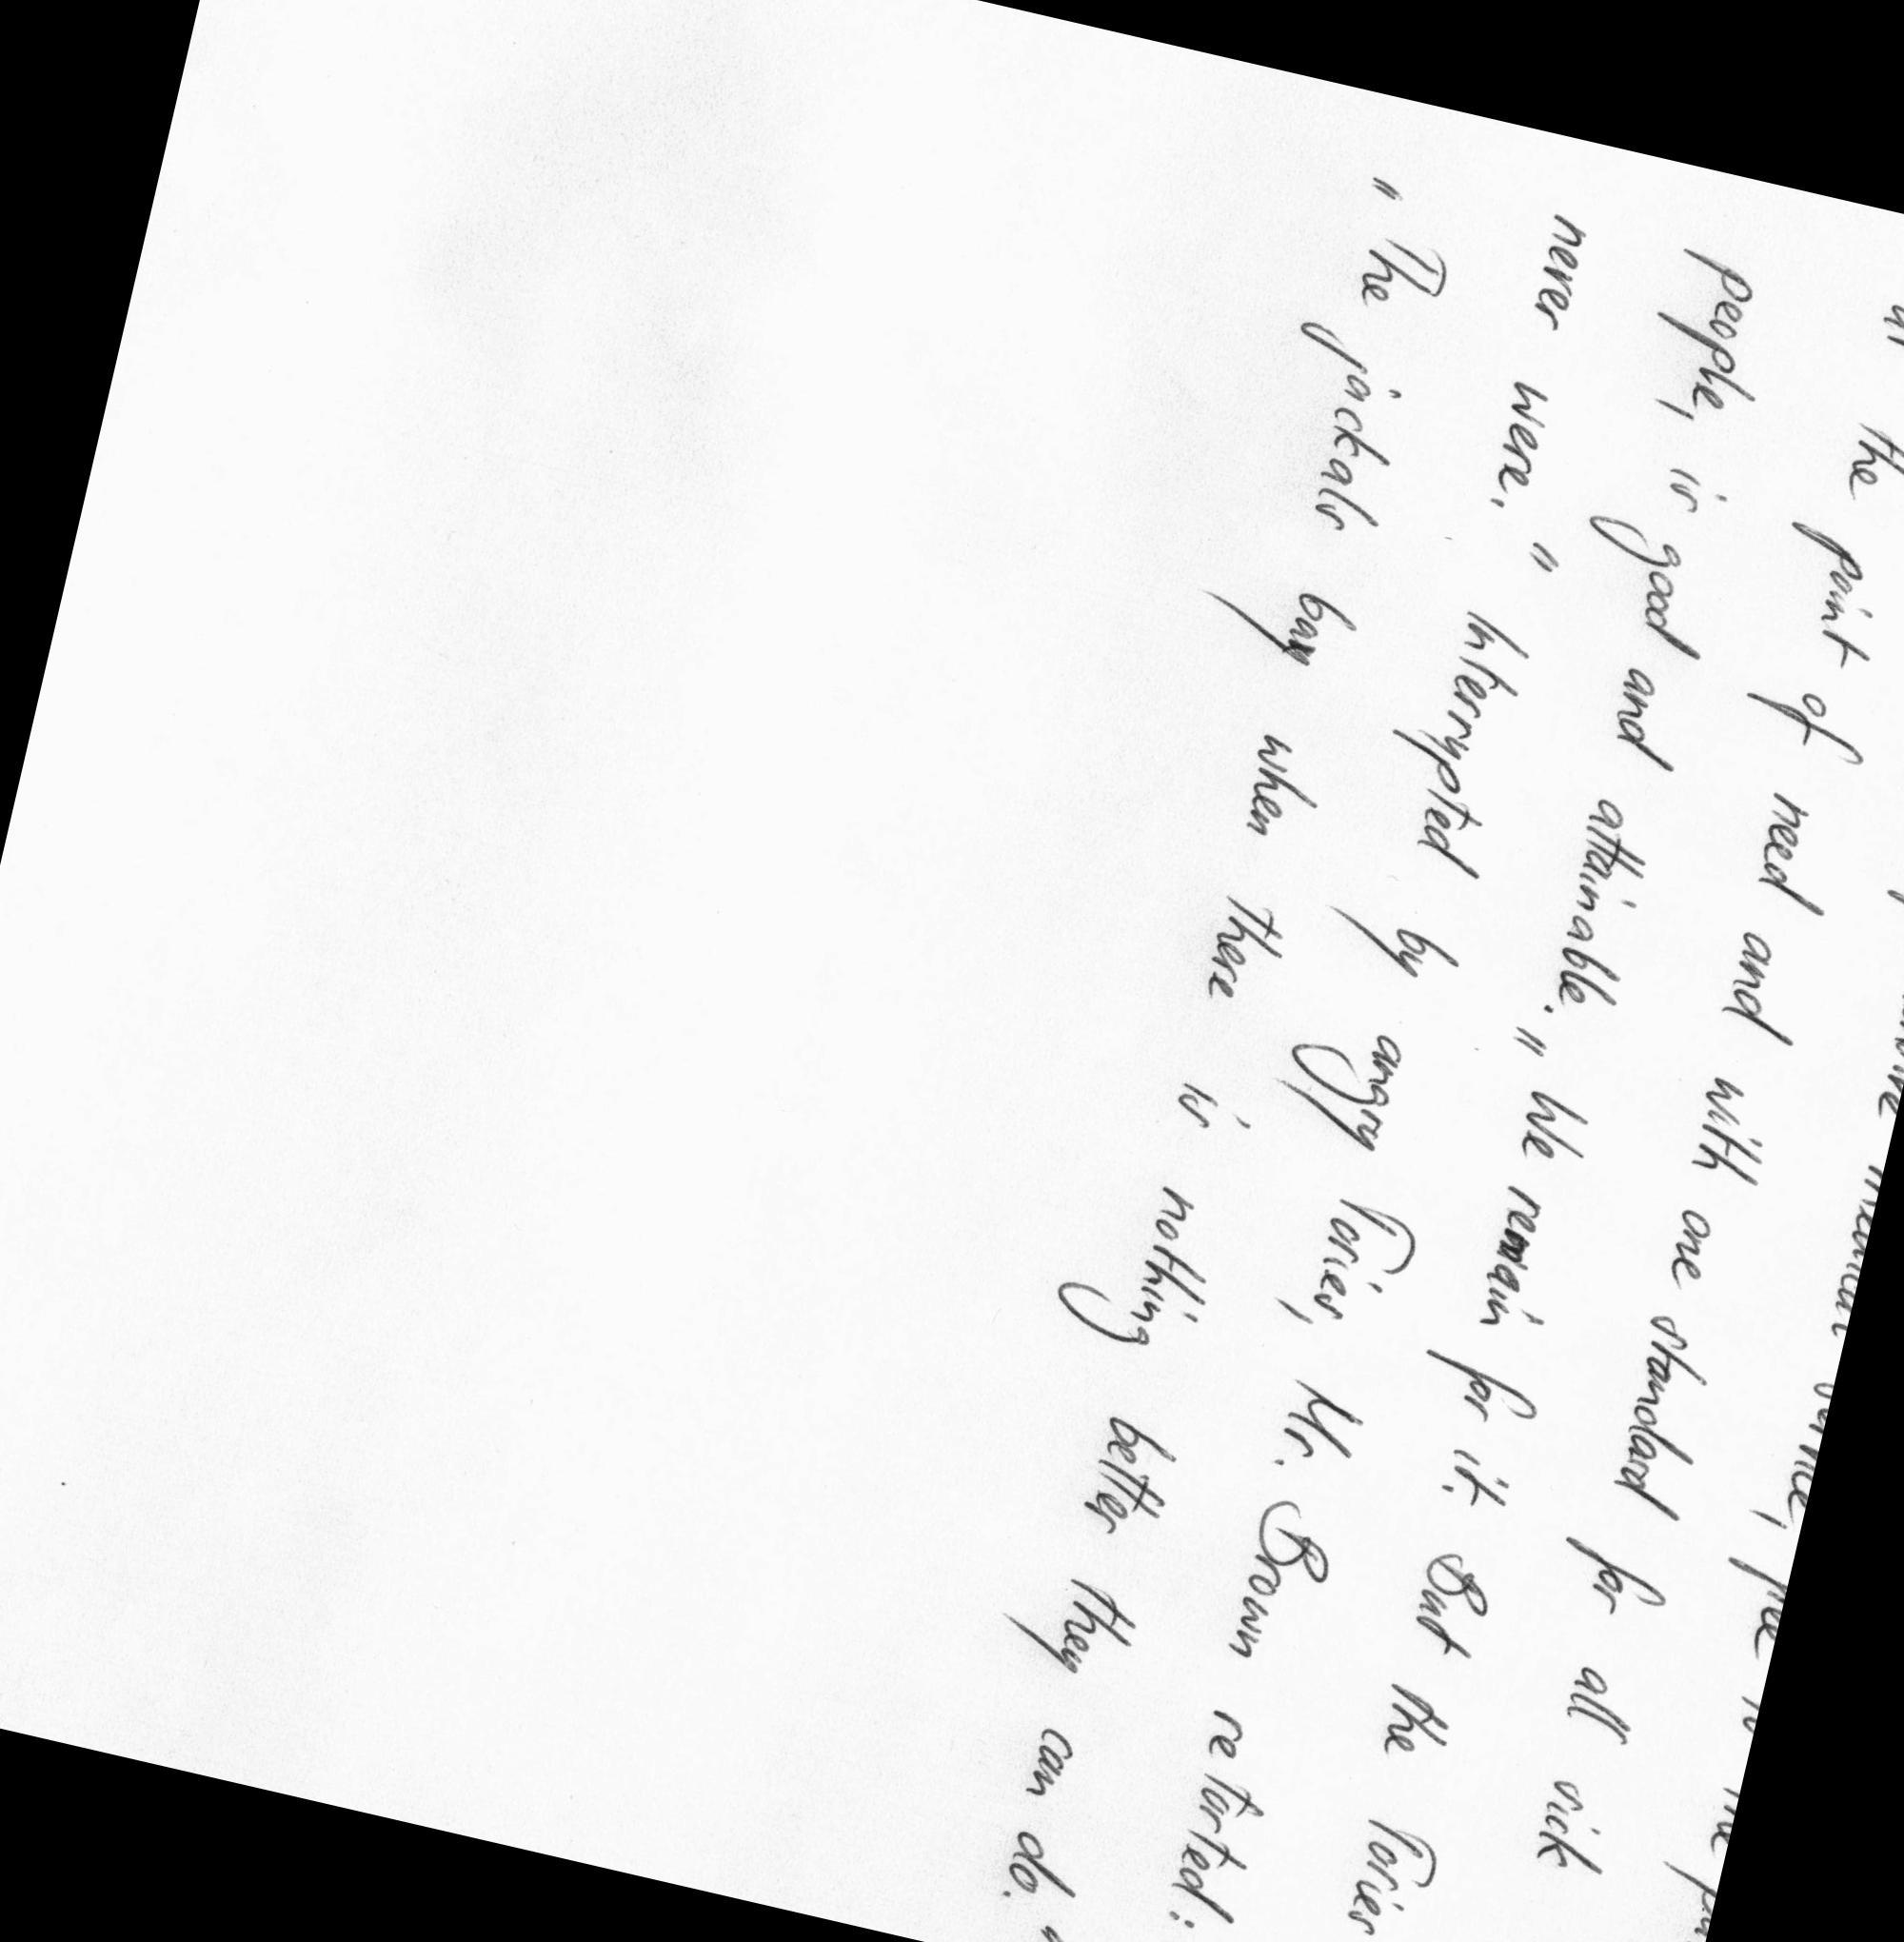 at the point of need and with one standard for all sick
people, is good and attainable. " We remain for it. But the Tories
never were. " Interrupted by angry Tories, Mr. Brown retorted:
" The jackals bay when there is nothing better they can do. "